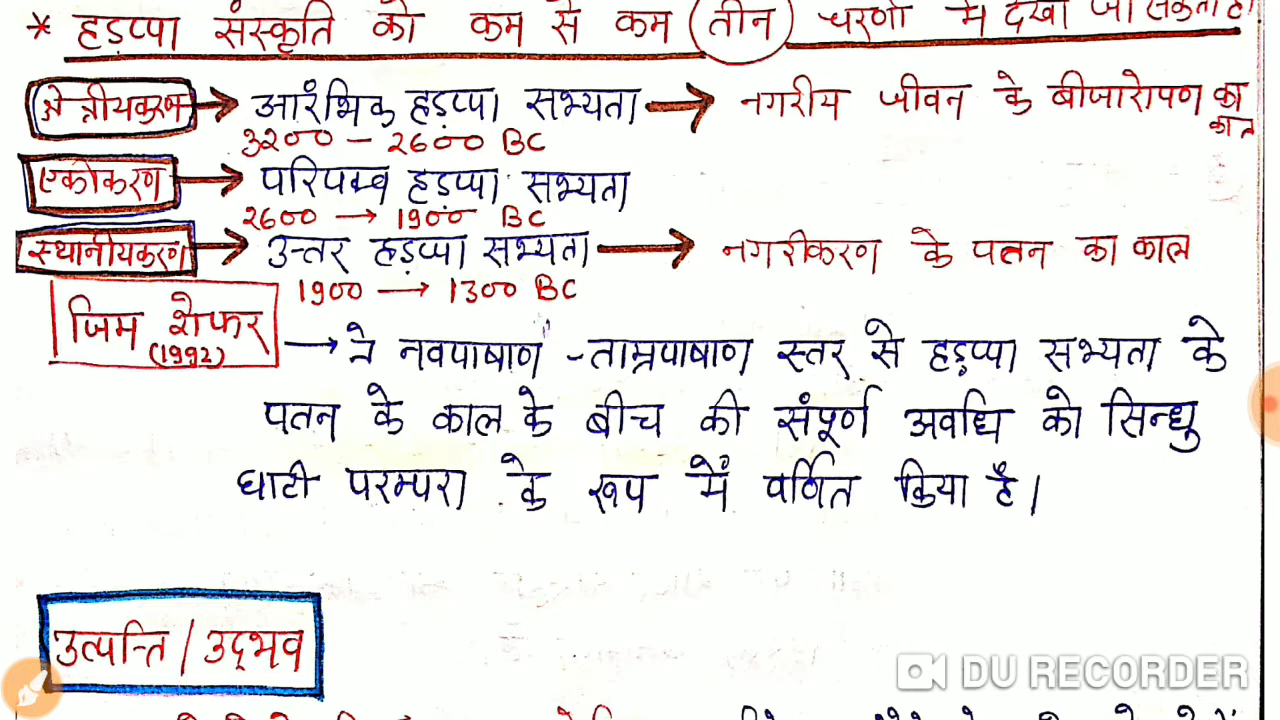 * हड़प्पा संस्कृति को कम से कम तीन चरणों में देखा जा सकता है।
क्षेत्रीयकरण → आरंभिक हड़प्पा सभ्यता → नगरीय जीवन के बीजारोपण का काल
3200 - 2600 BC
एकीकरण → परिपक्व हड़प्पा सभ्यता
2600 → 1900 BC
स्थानीयकरण → उत्तर हड़प्पा सभ्यता → नगरीकरण के पतन का काल
1900 → 1300 BC
जिम शेफर (1992) → ने नवपाषाण - ताम्रपाषाण स्तर से हड़प्पा सभ्यता के
पतन के काल के बीच की संपूर्ण अवधि को सिन्धु
घाटी परम्परा के रूप में वर्णित किया है।
उत्पत्ति / उद्भव
DU RECORDER